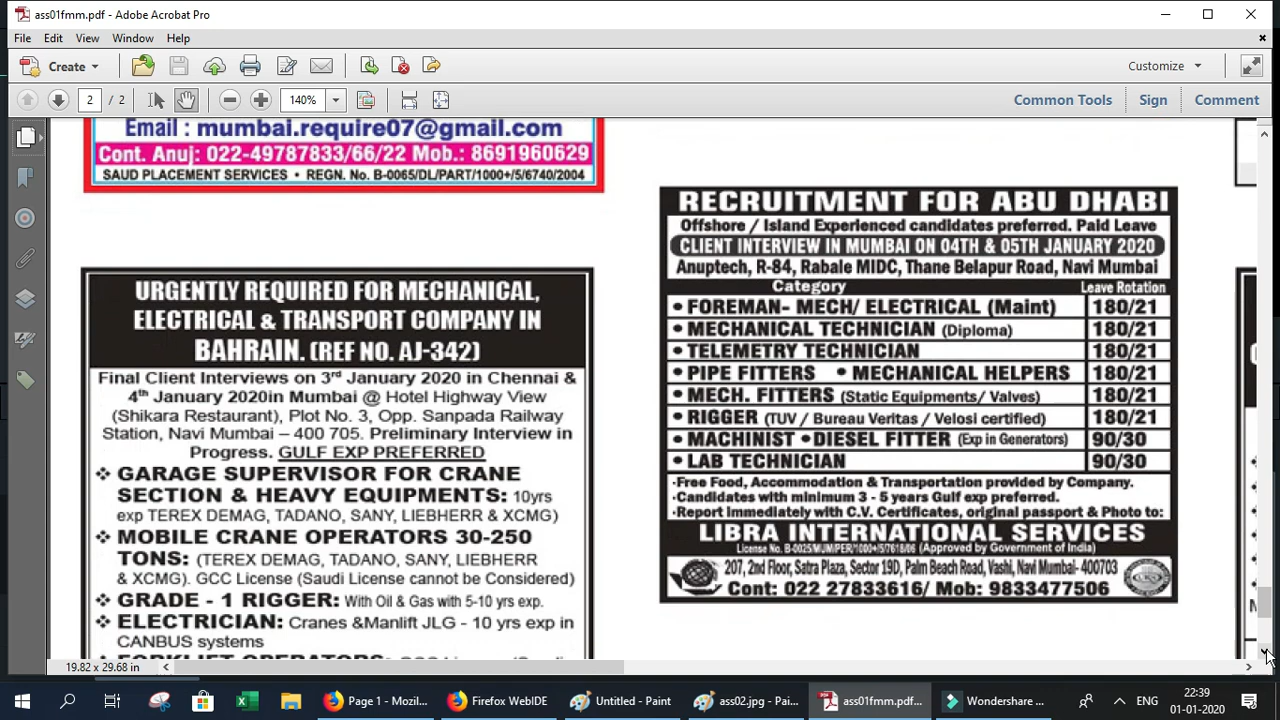 ass01fmm.pdf - Adobe Acrobat Pro
File Edit View Window Help
Create
Customize
2 / 2
140%
Common Tools
Sign
Comment
Email : mumbai.require07@gmail.com
Cont. Anuj: 022-49787833/66/22 Mob.: 8691960629
SAUD PLACEMENT SERVICES • REGN. No. B-0065/DL/PART/1000+/5/6740/2004
URGENTLY REQUIRED FOR MECHANICAL,
ELECTRICAL & TRANSPORT COMPANY IN
BAHRAIN. (REF NO. AJ-342)
Final Client Interviews on 3rd January 2020 in Chennai &
4th January 2020in Mumbai @ Hotel Highway View
(Shikara Restaurant), Plot No. 3, Opp. Sanpada Railway
Station, Navi Mumbai – 400 705. Preliminary Interview in
Progress. GULF EXP PREFERRED
❖ GARAGE SUPERVISOR FOR CRANE
SECTION & HEAVY EQUIPMENTS: 10yrs
exp TEREX DEMAG, TADANO, SANY, LIEBHERR & XCMG)
❖ MOBILE CRANE OPERATORS 30-250
TONS: (TEREX DEMAG, TADANO, SANY, LIEBHERR
& XCMG). GCC License (Saudi License cannot be Considered)
❖ GRADE - 1 RIGGER: With Oil & Gas with 5-10 yrs exp.
❖ ELECTRICIAN: Cranes &Manlift JLG - 10 yrs exp in
CANBUS systems
RECRUITMENT FOR ABU DHABI
Offshore / Island Experienced candidates preferred. Paid Leave
CLIENT INTERVIEW IN MUMBAI ON 04TH & 05TH JANUARY 2020
Anuptech, R-84, Rabale MIDC, Thane Belapur Road, Navi Mumbai
Category Leave Rotation
• FOREMAN- MECH/ ELECTRICAL (Maint) 180/21
• MECHANICAL TECHNICIAN (Diploma) 180/21
• TELEMETRY TECHNICIAN 180/21
• PIPE FITTERS • MECHANICAL HELPERS 180/21
• MECH. FITTERS (Static Equipments/ Valves) 180/21
• RIGGER (TUV / Bureau Veritas / Velosi certified) 180/21
• MACHINIST • DIESEL FITTER (Exp in Generators) 90/30
• LAB TECHNICIAN 90/30
·Free Food, Accommodation & Transportation provided by Company.
·Candidates with minimum 3 - 5 years Gulf exp preferred.
·Report immediately with C.V. Certificates, original passport & Photo to:
LIBRA INTERNATIONAL SERVICES
License No. B-0025/MUM/PER/1000+/5/7618/06 (Approved by Government of India)
207, 2nd Floor, Satra Plaza, Sector 19D, Palm Beach Road, Vashi, Navi Mumbai- 400703
Cont: 022 27833616/ Mob: 9833477506
19.82 x 29.68 in
Page 1 - Mozil...
Firefox WebIDE
Untitled - Paint
ass02.jpg - Pai...
ass01fmm.pdf...
Wondershare ...
ENG
22:39
01-01-2020